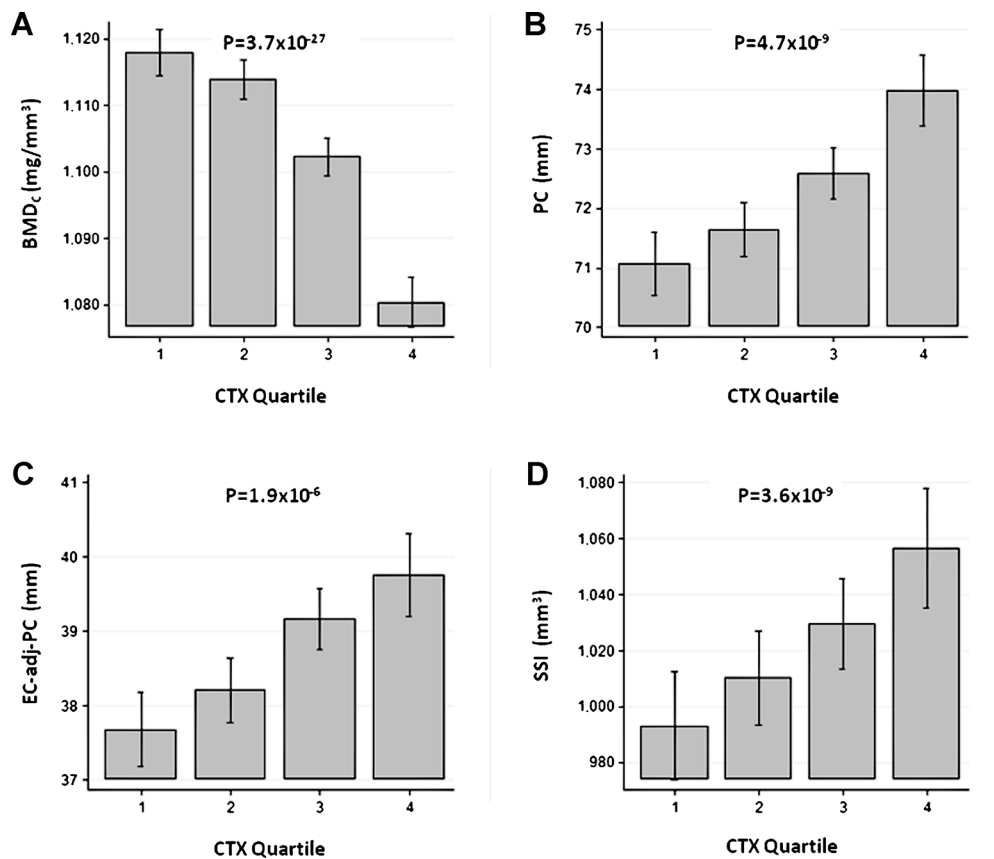 A
P=3.7x10-27
1.120
1.110
1.100
1.090
1.080
BMDC (mg/mm3)
1 2 3 4
CTX Quartile
B
P=4.7x10-9
75
74
73
72
71
70
PC (mm)
1 2 3 4
CTX Quartile
C
P=1.9x10-6
41
40
39
38
37
EC-adj-PC (mm)
1 2 3 4
CTX Quartile
D
P=3.6x10-9
1.080
1.060
1.040
1.020
1.000
980
SSI (mm3)
1 2 3 4
CTX Quartile